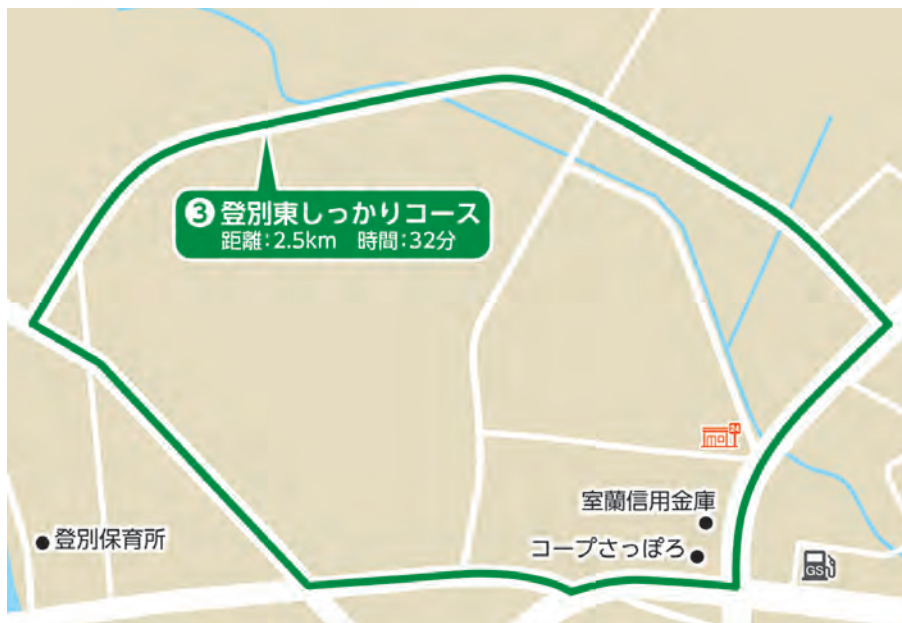 ③ 登別東しっかりコース
距離:2.5km 時間:32分
24
室蘭信用金庫
コープさっぽろ
登別保育所
GS